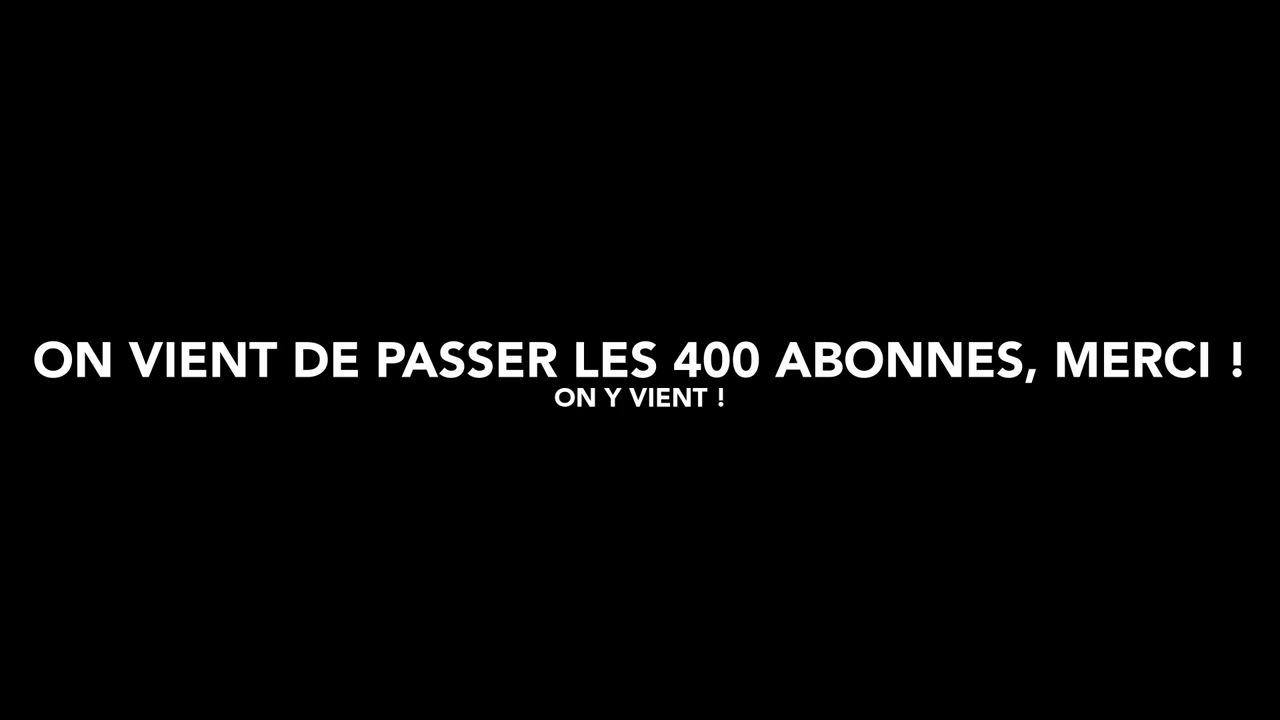 ON VIENT DE PASSER LES 400 ABONNES, MERCI !
ON Y VIENT !